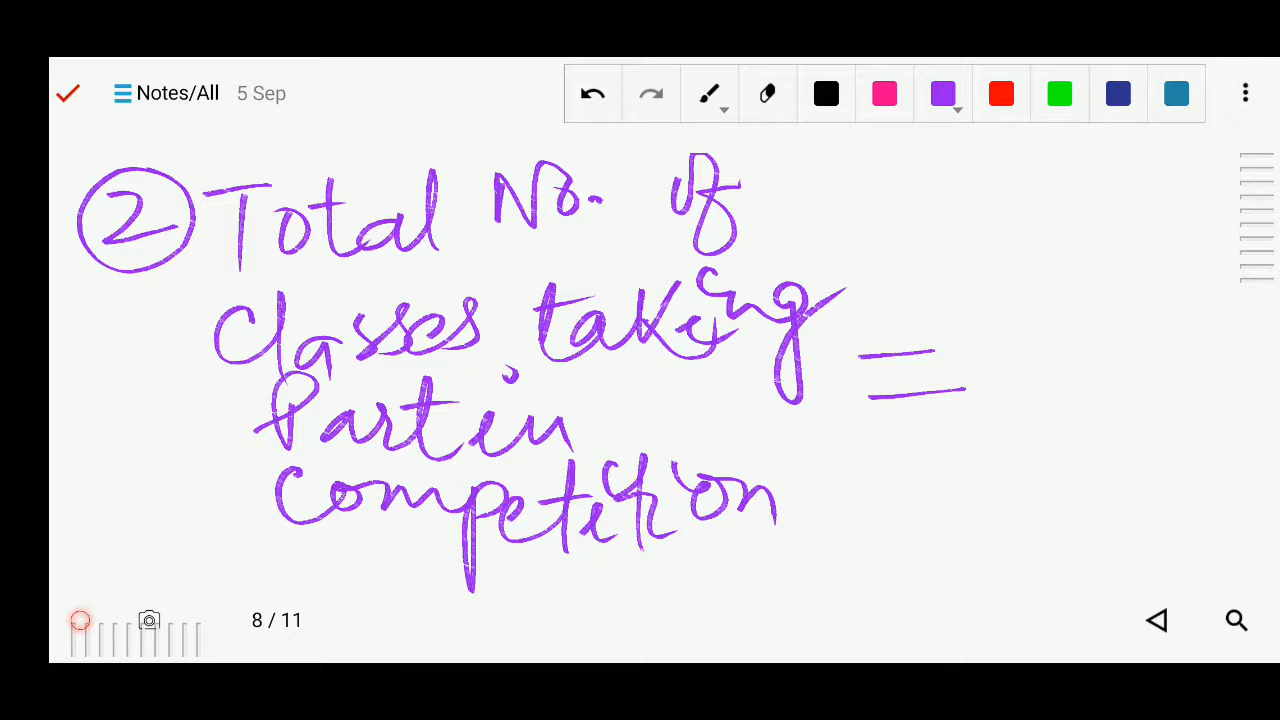 Notes/All 5 Sep
2 Total No. of
Classes taking =
Part in
Competition
8 / 11